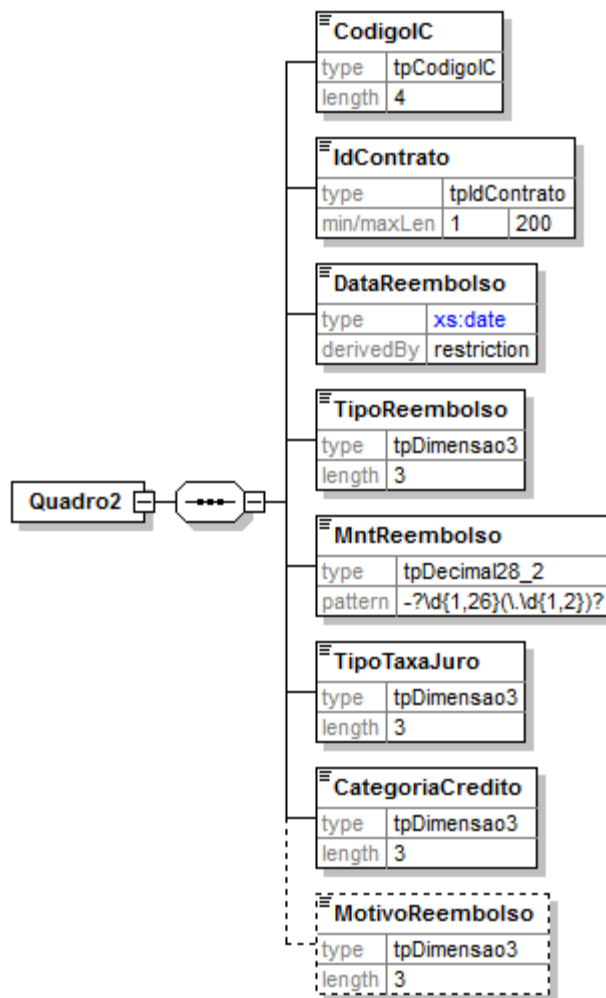 CodigoIC
type tpCodigoIC
length 4
IdContrato
type tpIdContrato
min/maxLen 1 200
DataReembolso
type xs:date
derivedBy restriction
TipoReembolso
type tpDimensao3
length 3
Quadro2
MntReembolso
type tpDecimal28_2
pattern -?\d{1,26}(\.\d{1,2})?
TipoTaxaJuro
type tpDimensao3
length 3
CategoriaCredito
type tpDimensao3
length 3
MotivoReembolso
type tpDimensao3
length 3